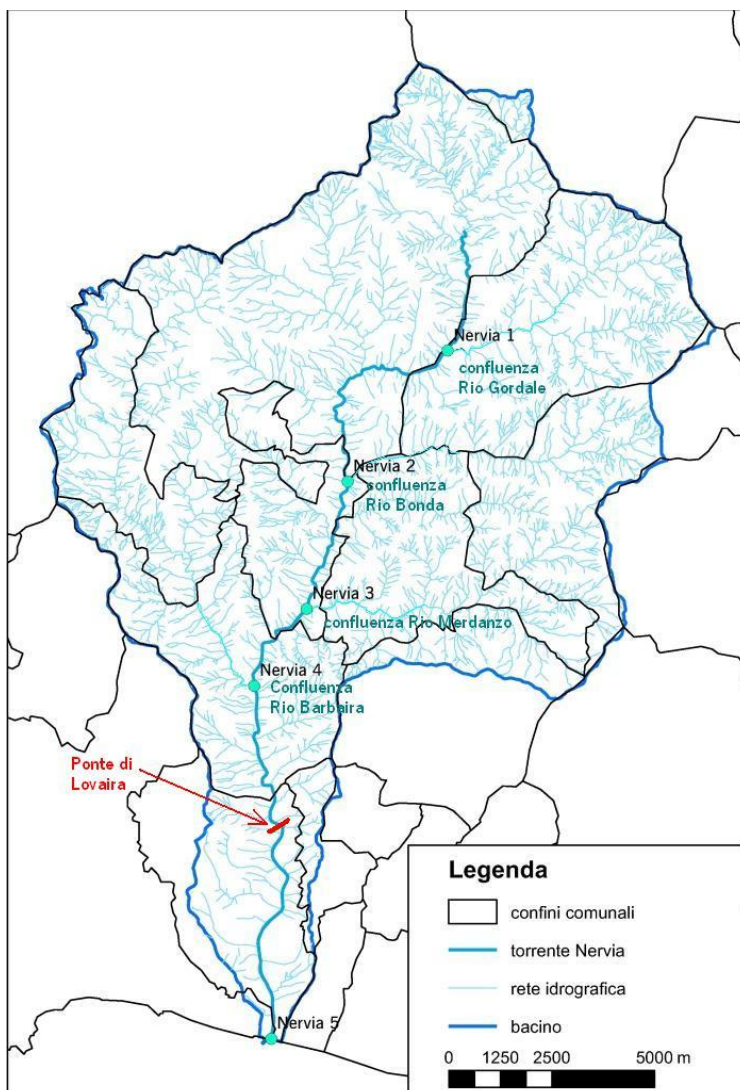 Nervia 1
confluenza
Rio Gordale
Nervia 2
confluenza
Rio Bonda
Nervia 3
confluenza Rio Merdanzo
Nervia 4
Confluenza
Rio Barbaira
Ponte di
Lovaira
Nervia 5
Legenda
confini comunali
torrente Nervia
rete idrografica
bacino
0 1250 2500 5000 m